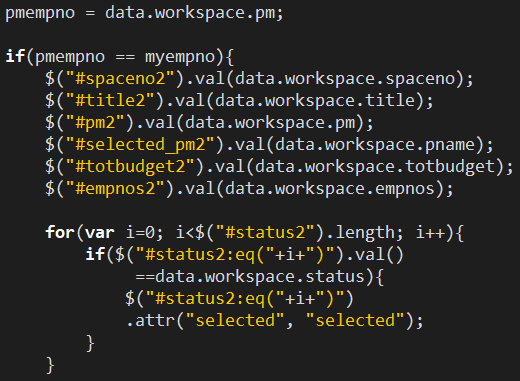 pmempno = data.workspace.pm;
if(pmempno == myempno){
    $("#spaceno2").val(data.workspace.spaceno);
    $("#title2").val(data.workspace.title);
    $("#pm2").val(data.workspace.pm);
    $("#selected_pm2").val(data.workspace.pname);
    $("#totbudget2").val(data.workspace.totbudget);
    $("#empnos2").val(data.workspace.empnos);
    for(var i=0; i<$("#status2").length; i++){
        if($("#status2:eq("+i+")").val()
             ==data.workspace.status){
            $("#status2:eq("+i+")")
            .attr("selected", "selected");
        }
    }